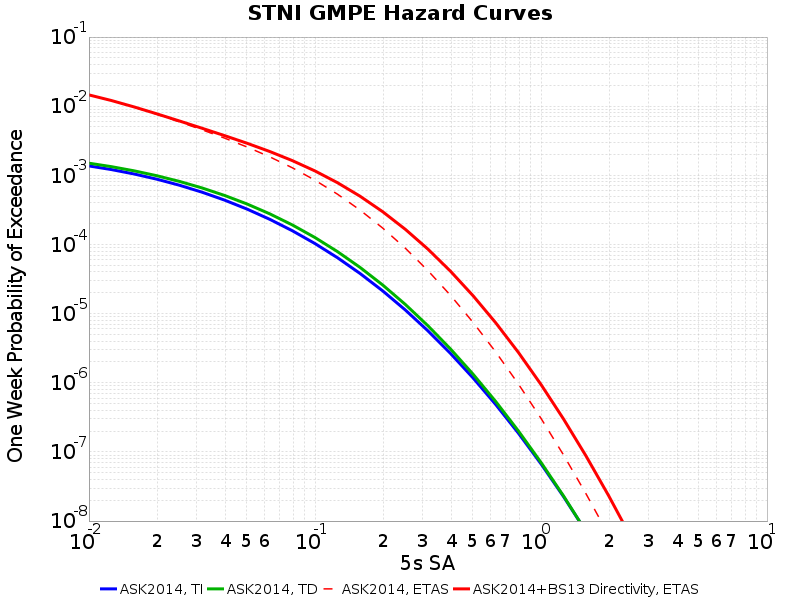 STNI GMPE Hazard Curves
One Week Probability of Exceedance
10-1
10-2
10-3
10-4
10-5
10-6
10-7
10-8
10-2 2 3 4 5 6 10-1 2 3 4 5 6 7 100 2 3 4 5 6 7 101
5s SA
ASK2014, TI ASK2014, TD ASK2014, ETAS ASK2014+BS13 Directivity, ETAS